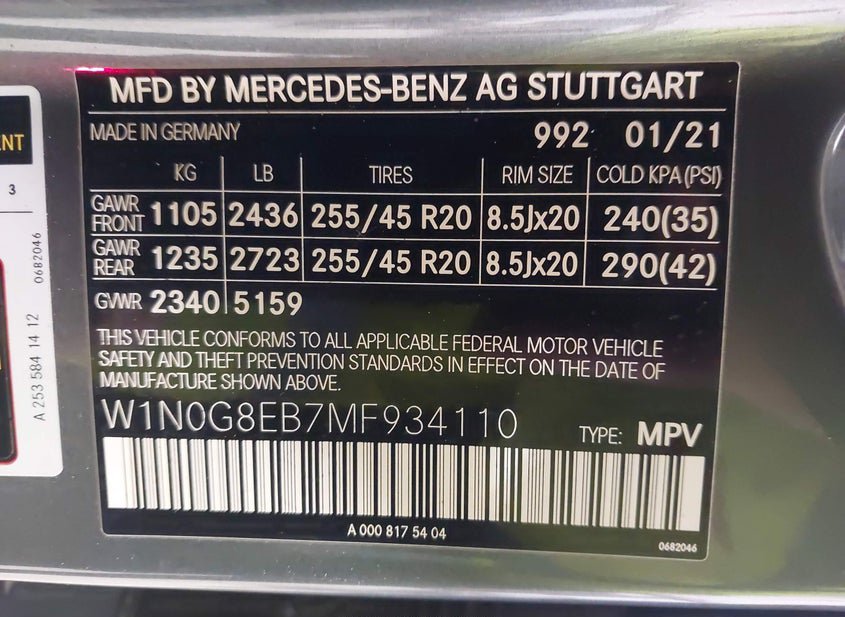 MFD BY MERCEDES-BENZ AG STUTTGART
MADE IN GERMANY 992 01/21
KG LB TIRES RIM SIZE COLD KPA (PSI)
GAWR FRONT 1105 2436 255/45 R20 8.5Jx20 240(35)
GAWR REAR 1235 2723 255/45 R20 8.5Jx20 290(42)
GVWR 2340 5159
THIS VEHICLE CONFORMS TO ALL APPLICABLE FEDERAL MOTOR VEHICLE
SAFETY AND THEFT PREVENTION STANDARDS IN EFFECT ON THE DATE OF
MANUFACTURE SHOWN ABOVE.
W1N0G8EB7MF934110 TYPE: MPV
A 000 817 54 04
0682046
NT
3
A 253 584 14 12 0682046